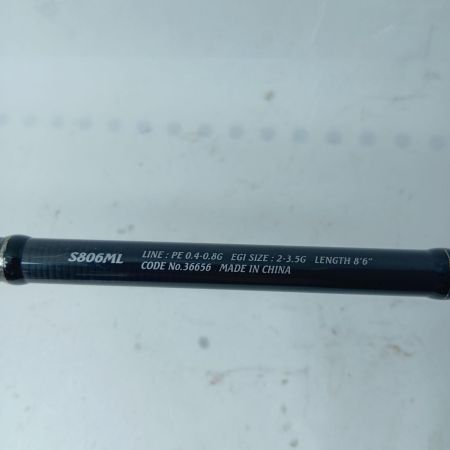 S806ML LINE : PE 0.4-0.8G EGI SIZE : 2-3.5G LENGTH 8'6"
CODE No.36656 MADE IN CHINA